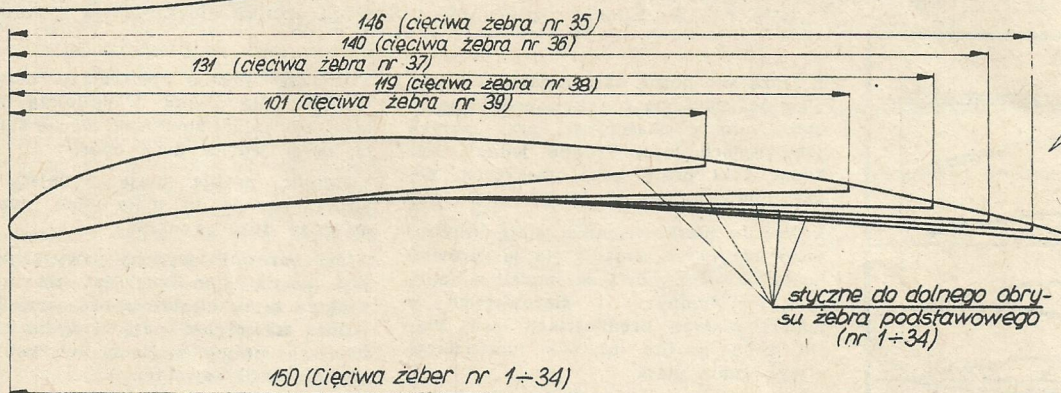 146 (cięciwa żebra nr 35)
140 (cięciwa żebra nr 36)
131 (cięciwa żebra nr 37)
119 (cięciwa żebra nr 38)
101 (cięciwa żebra nr 39)
styczne do dolnego obry-
su żebra podstawowego
(nr 1÷34)
150 (Cięciwa żeber nr 1÷34)